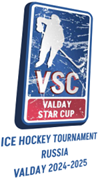 VSC
VALDAY
STAR CUP
ICE HOCKEY TOURNAMENT
RUSSIA
VALDAY 2024-2025